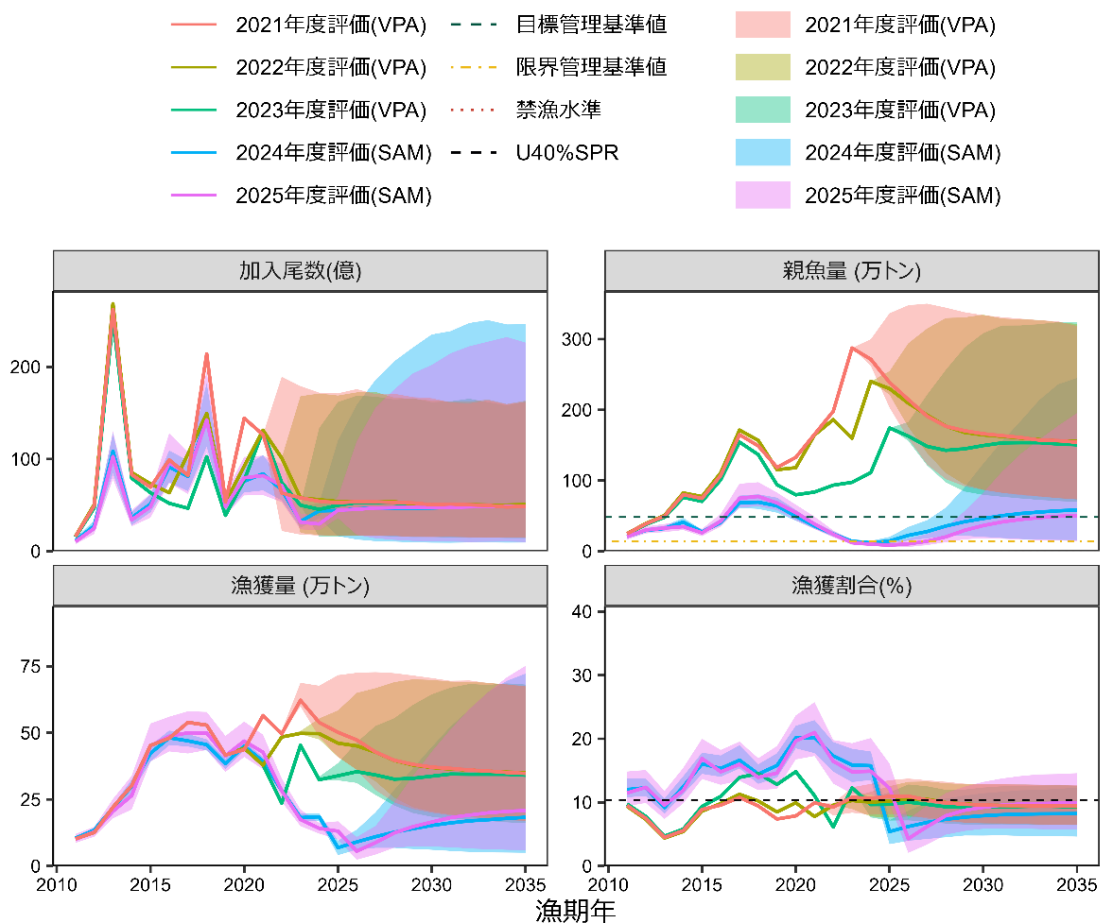 2021年度評価(VPA) 目標管理基準値 2021年度評価(VPA)
2022年度評価(VPA) 限界管理基準値 2022年度評価(VPA)
2023年度評価(VPA) 禁漁水準 2023年度評価(VPA)
2024年度評価(SAM) U40%SPR 2024年度評価(SAM)
2025年度評価(SAM) 2025年度評価(SAM)
加入尾数(億)
200
100
0
親魚量 (万トン)
300
200
100
0
漁獲量 (万トン)
75
50
25
0
2010 2015 2020 2025 2030 2035
漁獲割合(%)
40
30
20
10
0
2010 2015 2020 2025 2030 2035
漁期年